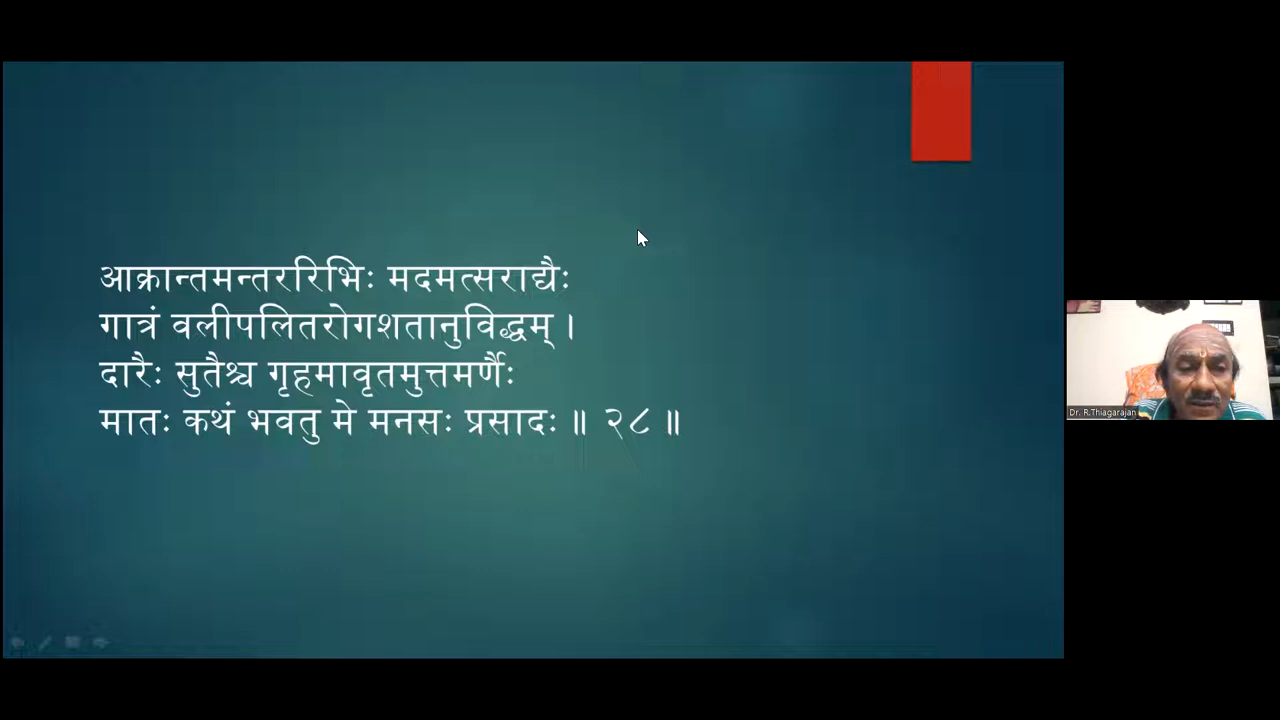 आक्रान्तमन्तररिभिः मदमत्सराद्यैः
गात्रं वलीपलितरोगशतानुविद्धम् ।
दारैः सुतैश्च गृहमावृतमुत्तमर्णैः
मातः कथं भवतु मे मनसः प्रसादः ॥ २८ ॥
Dr. R.Thiagarajan